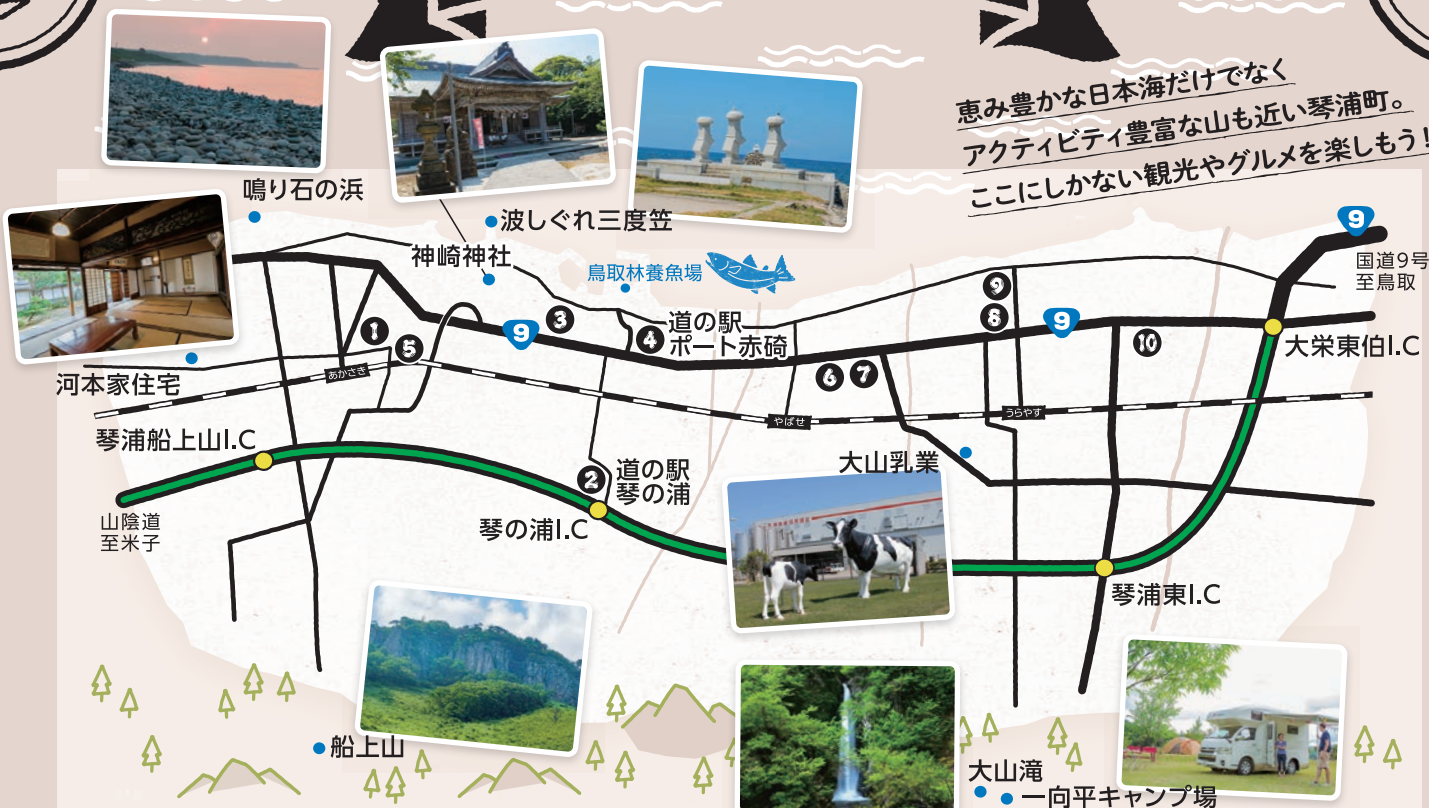 恵み豊かな日本海だけでなく
アクティビティ豊富な山も近い琴浦町。
ここにしかない観光やグルメを楽しもう!
鳴り石の浜
波しぐれ三度笠
神崎神社
鳥取林養魚場
9
国道9号
至鳥取
9
8
1
3
9
4
道の駅
ポート赤碕
9
10
大栄東伯I.C
5
6
7
河本家住宅
あかさき
やばせ
うらやす
琴浦船上山I.C
大山乳業
2
道の駅
琴の浦
山陰道
至米子
琴の浦I.C
琴浦東I.C
船上山
大山滝
一向平キャンプ場